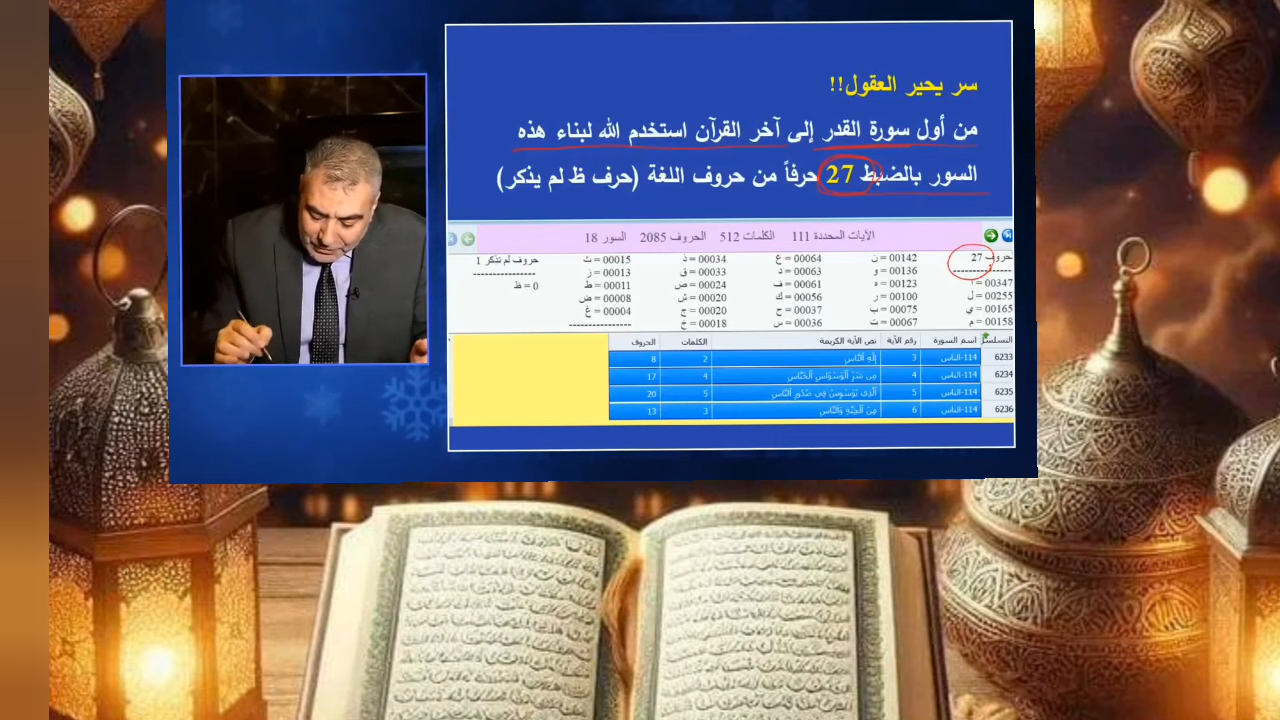 سر يحير العقول!!
من أول سورة القدر إلى آخر القرآن استخدم الله لبناء هذه
السور بالضبط 27 حرفاً من حروف اللغة (حرف ظ لم يذكر)
الآيات المحددة 111 الكلمات 512 الحروف 2085 السور 18
حروف 27 00142 = ن 00064 = ع 00034 = ذ 00015 = ث حروف لم تذكر 1
---------------- 00136 = و 00063 = د 00033 = ق 00013 = ز ----------------
00347 = ا 00123 = ه 00061 = ف 00024 = ص 00011 = ط 0 = ظ
00255 = ل 00100 = ر 00056 = ك 00020 = ش 00008 = ض
00165 = ي 00075 = ب 00037 = ح 00020 = ج 00004 = غ
00158 = م 00067 = ت 00036 = س 00018 = خ ----------------
التسلسل اسم السورة رقم الآية نص الآية الكريمة الكلمات الحروف
6233 114-الناس 3 إِلَٰهِ ٱلنَّاسِ 2 8
6234 114-الناس 4 مِن شَرِّ ٱلْوَسْوَاسِ ٱلْخَنَّاسِ 4 17
6235 114-الناس 5 ٱلَّذِى يُوَسْوِسُ فِى صُدُورِ ٱلنَّاسِ 5 20
6236 114-الناس 6 مِنَ ٱلْجِنَّةِ وَٱلنَّاسِ 3 13